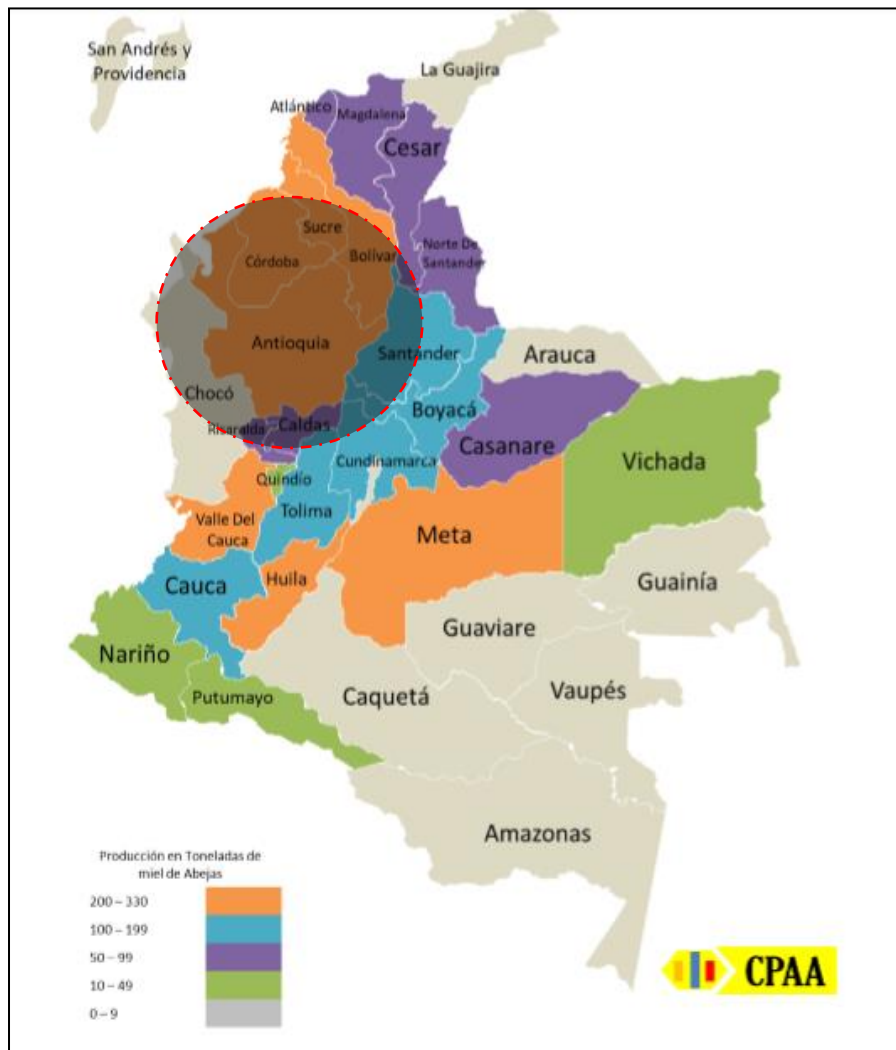 San Andrés y
Providencia
La Guajira
Atlántico
Magdalena
Cesar
Sucre
Norte De
Santander
Bolívar
Córdoba
Antioquia
Santander
Arauca
Chocó
Boyacá
Risaralda
Caldas
Casanare
Cundinamarca
Vichada
Quindío
Tolima
Valle Del
Cauca
Meta
Cauca
Huila
Guainía
Guaviare
Nariño
Putumayo
Caquetá
Vaupés
Amazonas
Producción en Toneladas de
miel de Abejas
200 – 330
100 – 199
50 – 99
10 – 49
0 – 9
CPAA